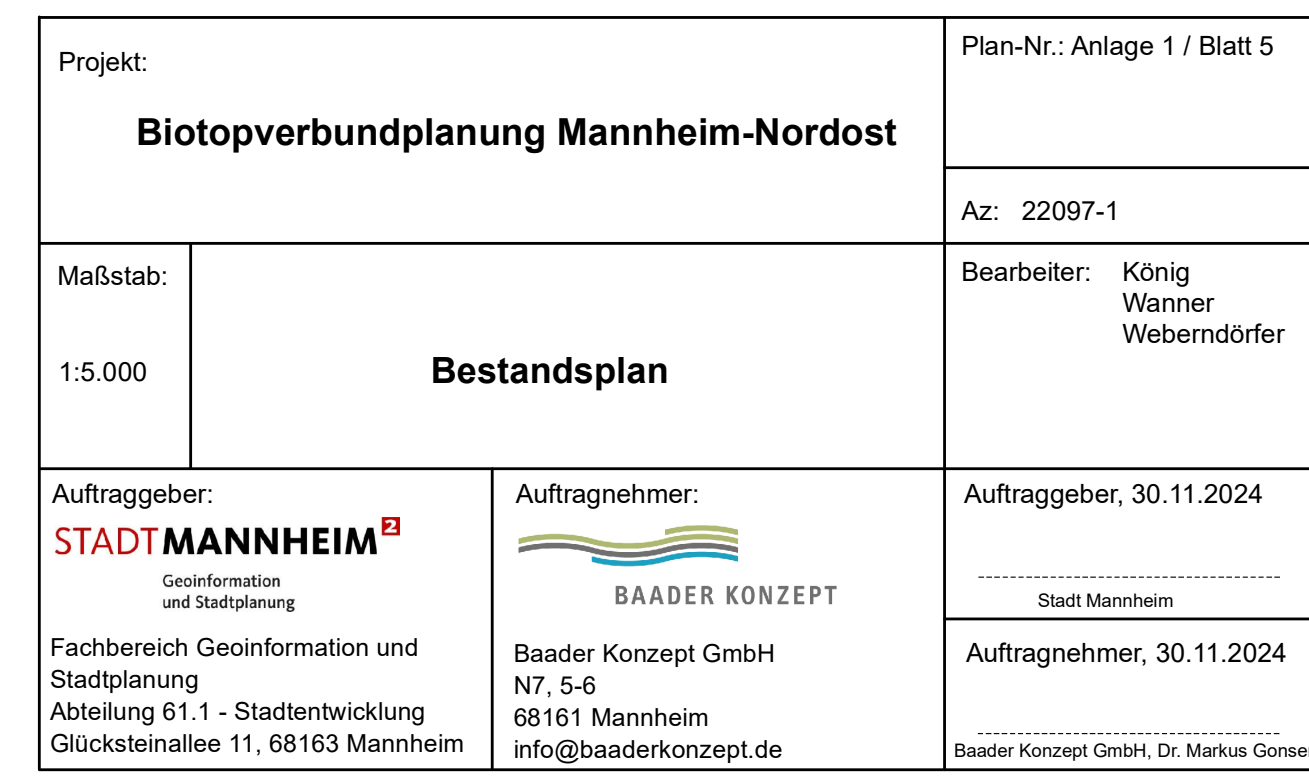 Projekt:
Biotopverbundplanung Mannheim-Nordost
Plan-Nr.: Anlage 1 / Blatt 5
Az: 22097-1
Maßstab:
1:5.000
Bestandsplan
Bearbeiter: König
Wanner
Weberndörfer
Auftraggeber:
STADTMANNHEIM²
Geoinformation
und Stadtplanung
Fachbereich Geoinformation und
Stadtplanung
Abteilung 61.1 - Stadtentwicklung
Glücksteinallee 11, 68163 Mannheim
Auftragnehmer:
BAADER KONZEPT
Baader Konzept GmbH
N7, 5-6
68161 Mannheim
info@baaderkonzept.de
Auftraggeber, 30.11.2024
Stadt Mannheim
Auftragnehmer, 30.11.2024
Baader Konzept GmbH, Dr. Markus